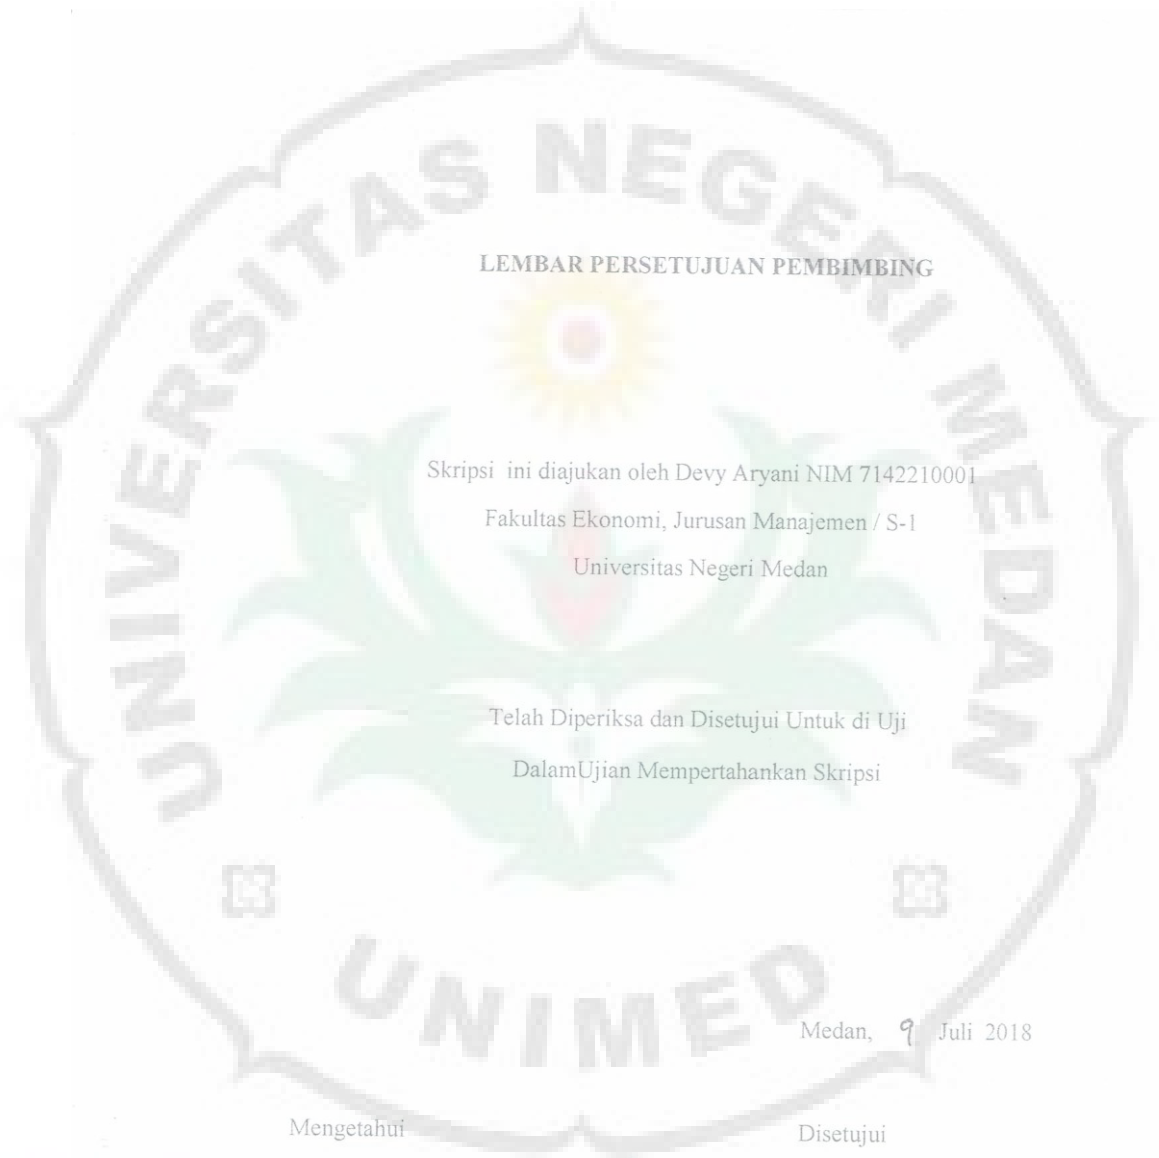 UNIVERSITAS NEGERI MEDAN
LEMBAR PERSETUJUAN PEMBIMBING
Skripsi ini diajukan oleh Devy Aryani NIM 7142210001
Fakultas Ekonomi, Jurusan Manajemen / S-1
Universitas Negeri Medan
Telah Diperiksa dan Disetujui Untuk di Uji
DalamUjian Mempertahankan Skripsi
UNIMED
Medan, 9 Juli 2018
Mengetahui
Disetujui